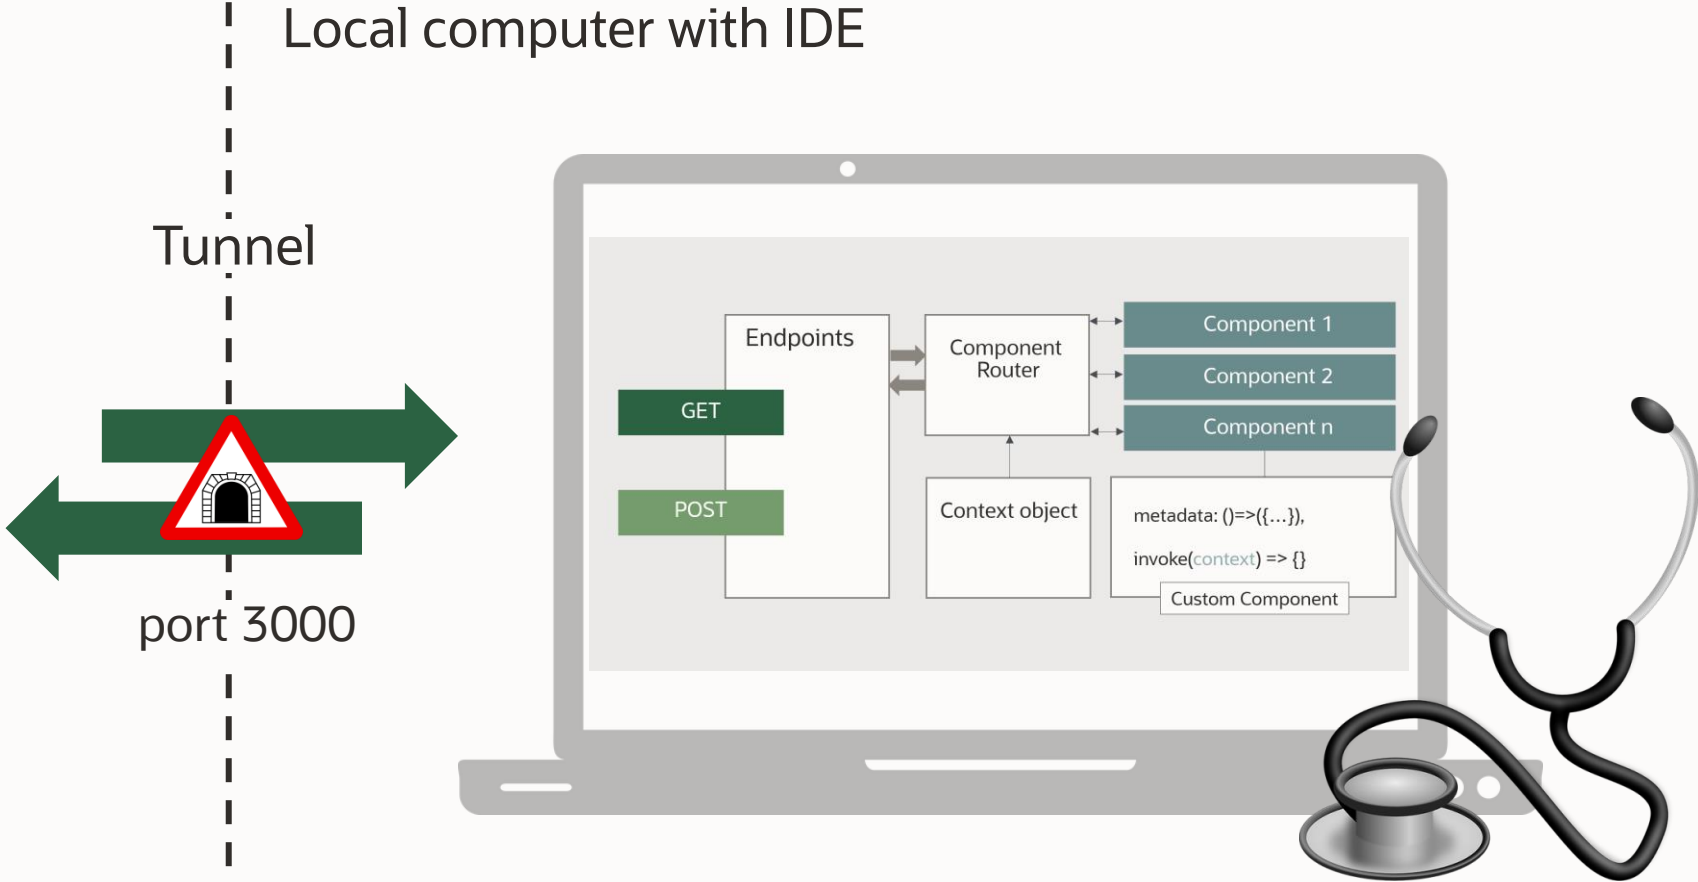 Local computer with IDE
Tunnel
port 3000
Endpoints
GET
POST
Component
Router
Context object
Component 1
Component 2
Component n
metadata: ()=>({...}),
invoke(context) => {}
Custom Component